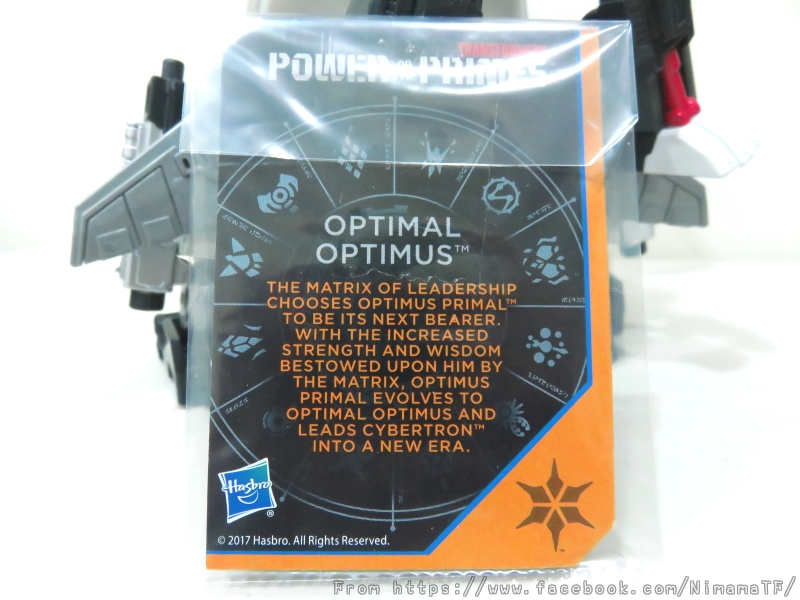 TRANSFORMERS
POWER OF THE PRIMES
OPTIMAL
OPTIMUS™
THE MATRIX OF LEADERSHIP
CHOOSES OPTIMUS PRIMAL™
TO BE ITS NEXT BEARER.
WITH THE INCREASED
STRENGTH AND WISDOM
BESTOWED UPON HIM BY
THE MATRIX, OPTIMUS
PRIMAL EVOLVES TO
OPTIMAL OPTIMUS AND
LEADS CYBERTRON™
INTO A NEW ERA.
Hasbro
®
© 2017 Hasbro. All Rights Reserved.
™
From https://www.facebook.com/NimamaTF/